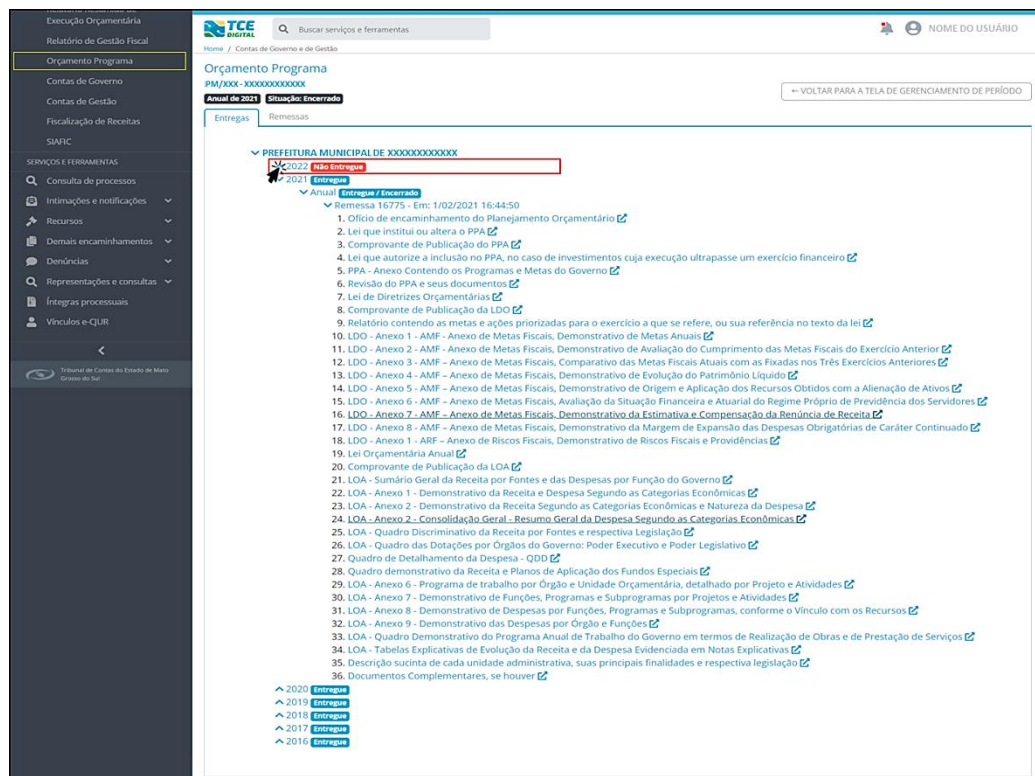 Relatório Resumido de
Execução Orçamentária
Relatório de Gestão Fiscal
Orçamento Programa
Contas de Governo
Contas de Gestão
Fiscalização de Receitas
SIAFIC
SERVIÇOS E FERRAMENTAS
Consulta de processos
Intimações e notificações
Recursos
Demais encaminhamentos
Denúncias
Representações e consultas
Íntegras processuais
Vínculos e-CJUR
Tribunal de Contas do Estado de Mato
Grosso do Sul
TCE
DIGITAL
Buscar serviços e ferramentas
NOME DO USUÁRIO
Home / Contas de Governo e de Gestão
Orçamento Programa
PM/XXX - XXXXXXXXXXXX
Anual de 2021 Situação: Encerrado
← VOLTAR PARA A TELA DE GERENCIAMENTO DE PERÍODO
Entregas Remessas
PREFEITURA MUNICIPAL DE XXXXXXXXXXXX
2022 Não Entregue
2021 Entregue
Anual Entregue / Encerrado
Remessa 16775 - Em: 1/02/2021 16:44:50
1. Ofício de encaminhamento do Planejamento Orçamentário
2. Lei que institui ou altera o PPA
3. Comprovante de Publicação do PPA
4. Lei que autorize a inclusão no PPA, no caso de investimentos cuja execução ultrapasse um exercício financeiro
5. PPA - Anexo Contendo os Programas e Metas do Governo
6. Revisão do PPA e seus documentos
7. Lei de Diretrizes Orçamentárias
8. Comprovante de Publicação da LDO
9. Relatório contendo as metas e ações priorizadas para o exercício a que se refere, ou sua referência no texto da lei
10. LDO - Anexo 1 - AMF - Anexo de Metas Fiscais, Demonstrativo de Metas Anuais
11. LDO - Anexo 2 - AMF - Anexo de Metas Fiscais, Demonstrativo de Avaliação do Cumprimento das Metas Fiscais do Exercício Anterior
12. LDO - Anexo 3 - AMF – Anexo de Metas Fiscais, Comparativo das Metas Fiscais Atuais com as Fixadas nos Três Exercícios Anteriores
13. LDO - Anexo 4 - AMF – Anexo de Metas Fiscais, Demonstrativo de Evolução do Patrimônio Líquido
14. LDO - Anexo 5 - AMF – Anexo de Metas Fiscais, Demonstrativo de Origem e Aplicação dos Recursos Obtidos com a Alienação de Ativos
15. LDO - Anexo 6 - AMF – Anexo de Metas Fiscais, Avaliação da Situação Financeira e Atuarial do Regime Próprio de Previdência dos Servidores
16. LDO - Anexo 7 - AMF – Anexo de Metas Fiscais, Demonstrativo da Estimativa e Compensação da Renúncia de Receita
17. LDO - Anexo 8 - AMF – Anexo de Metas Fiscais, Demonstrativo da Margem de Expansão das Despesas Obrigatórias de Caráter Continuado
18. LDO - Anexo 1 - ARF – Anexo de Riscos Fiscais, Demonstrativo de Riscos Fiscais e Providências
19. Lei Orçamentária Anual
20. Comprovante de Publicação da LOA
21. LOA - Sumário Geral da Receita por Fontes e das Despesas por Função do Governo
22. LOA - Anexo 1 - Demonstrativo da Receita e Despesa Segundo as Categorias Econômicas
23. LOA - Anexo 2 - Demonstrativo da Receita Segundo as Categorias Econômicas e Natureza da Despesa
24. LOA - Anexo 2 - Consolidação Geral - Resumo Geral da Despesa Segundo as Categorias Econômicas
25. LOA - Quadro Discriminativo da Receita por Fontes e respectiva Legislação
26. LOA - Quadro das Dotações por Órgãos do Governo: Poder Executivo e Poder Legislativo
27. Quadro de Detalhamento da Despesa - QDD
28. Quadro demonstrativo da Receita e Planos de Aplicação dos Fundos Especiais
29. LOA - Anexo 6 - Programa de trabalho por Órgão e Unidade Orçamentária, detalhado por Projeto e Atividades
30. LOA - Anexo 7 - Demonstrativo de Funções, Programas e Subprogramas por Projetos e Atividades
31. LOA - Anexo 8 - Demonstrativo de Despesas por Funções, Programas e Subprogramas, conforme o Vínculo com os Recursos
32. LOA - Anexo 9 - Demonstrativo das Despesas por Órgão e Funções
33. LOA - Quadro Demonstrativo do Programa Anual de Trabalho do Governo em termos de Realização de Obras e de Prestação de Serviços
34. LOA - Tabelas Explicativas de Evolução da Receita e da Despesa Evidenciada em Notas Explicativas
35. Descrição sucinta de cada unidade administrativa, suas principais finalidades e respectiva legislação
36. Documentos Complementares, se houver
2020 Entregue
2019 Entregue
2018 Entregue
2017 Entregue
2016 Entregue